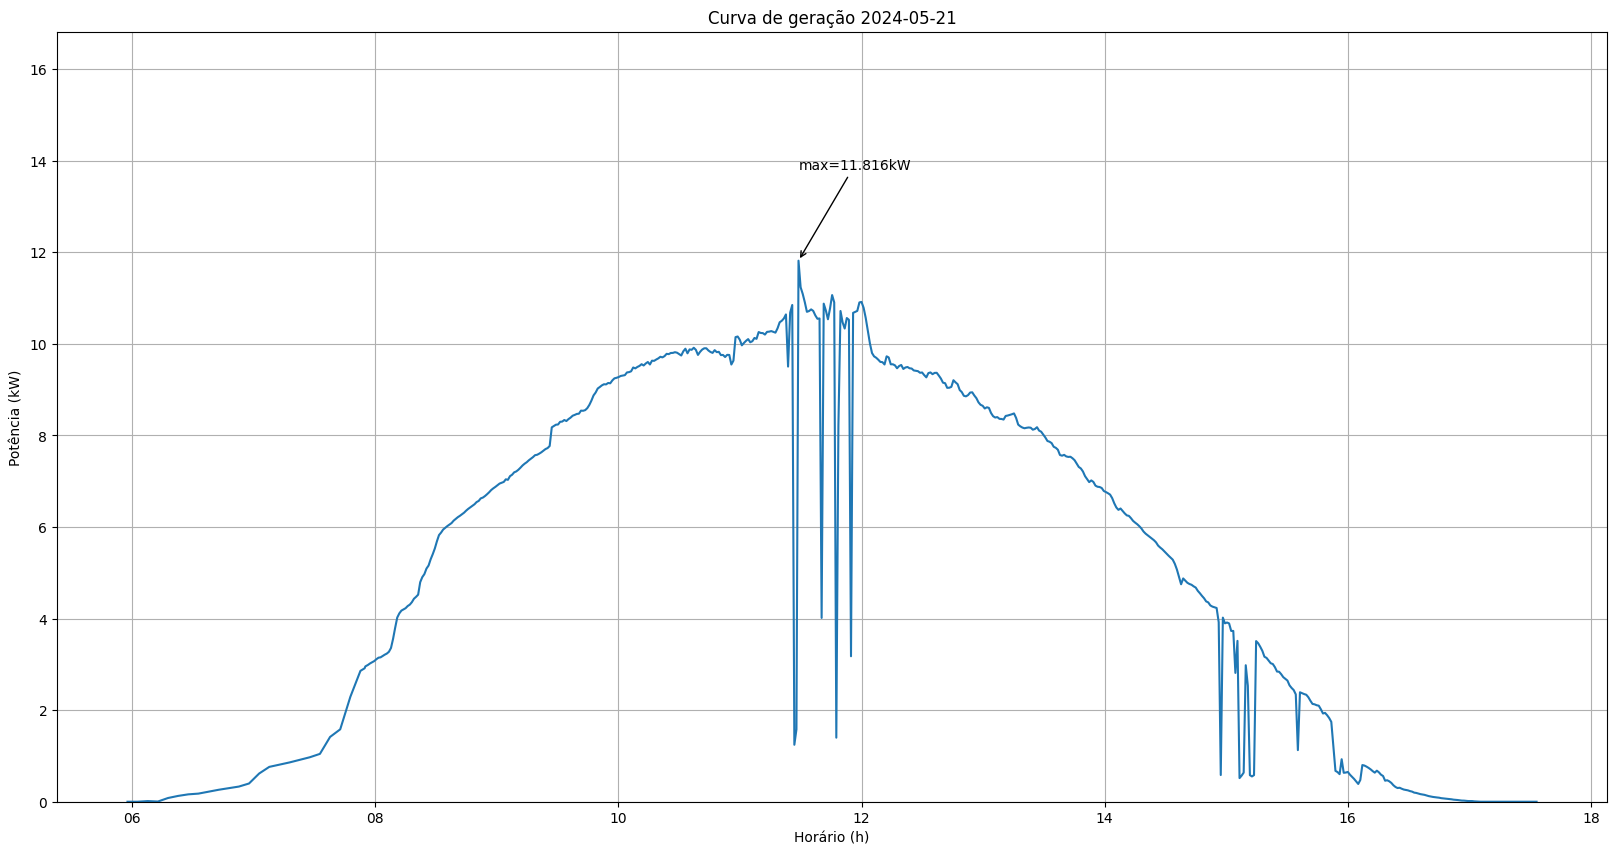 Curva de geração 2024-05-21
Potência (kW)
16
14
12
10
8
6
4
2
0
max=11.816kW
06 08 10 12 14 16 18
Horário (h)